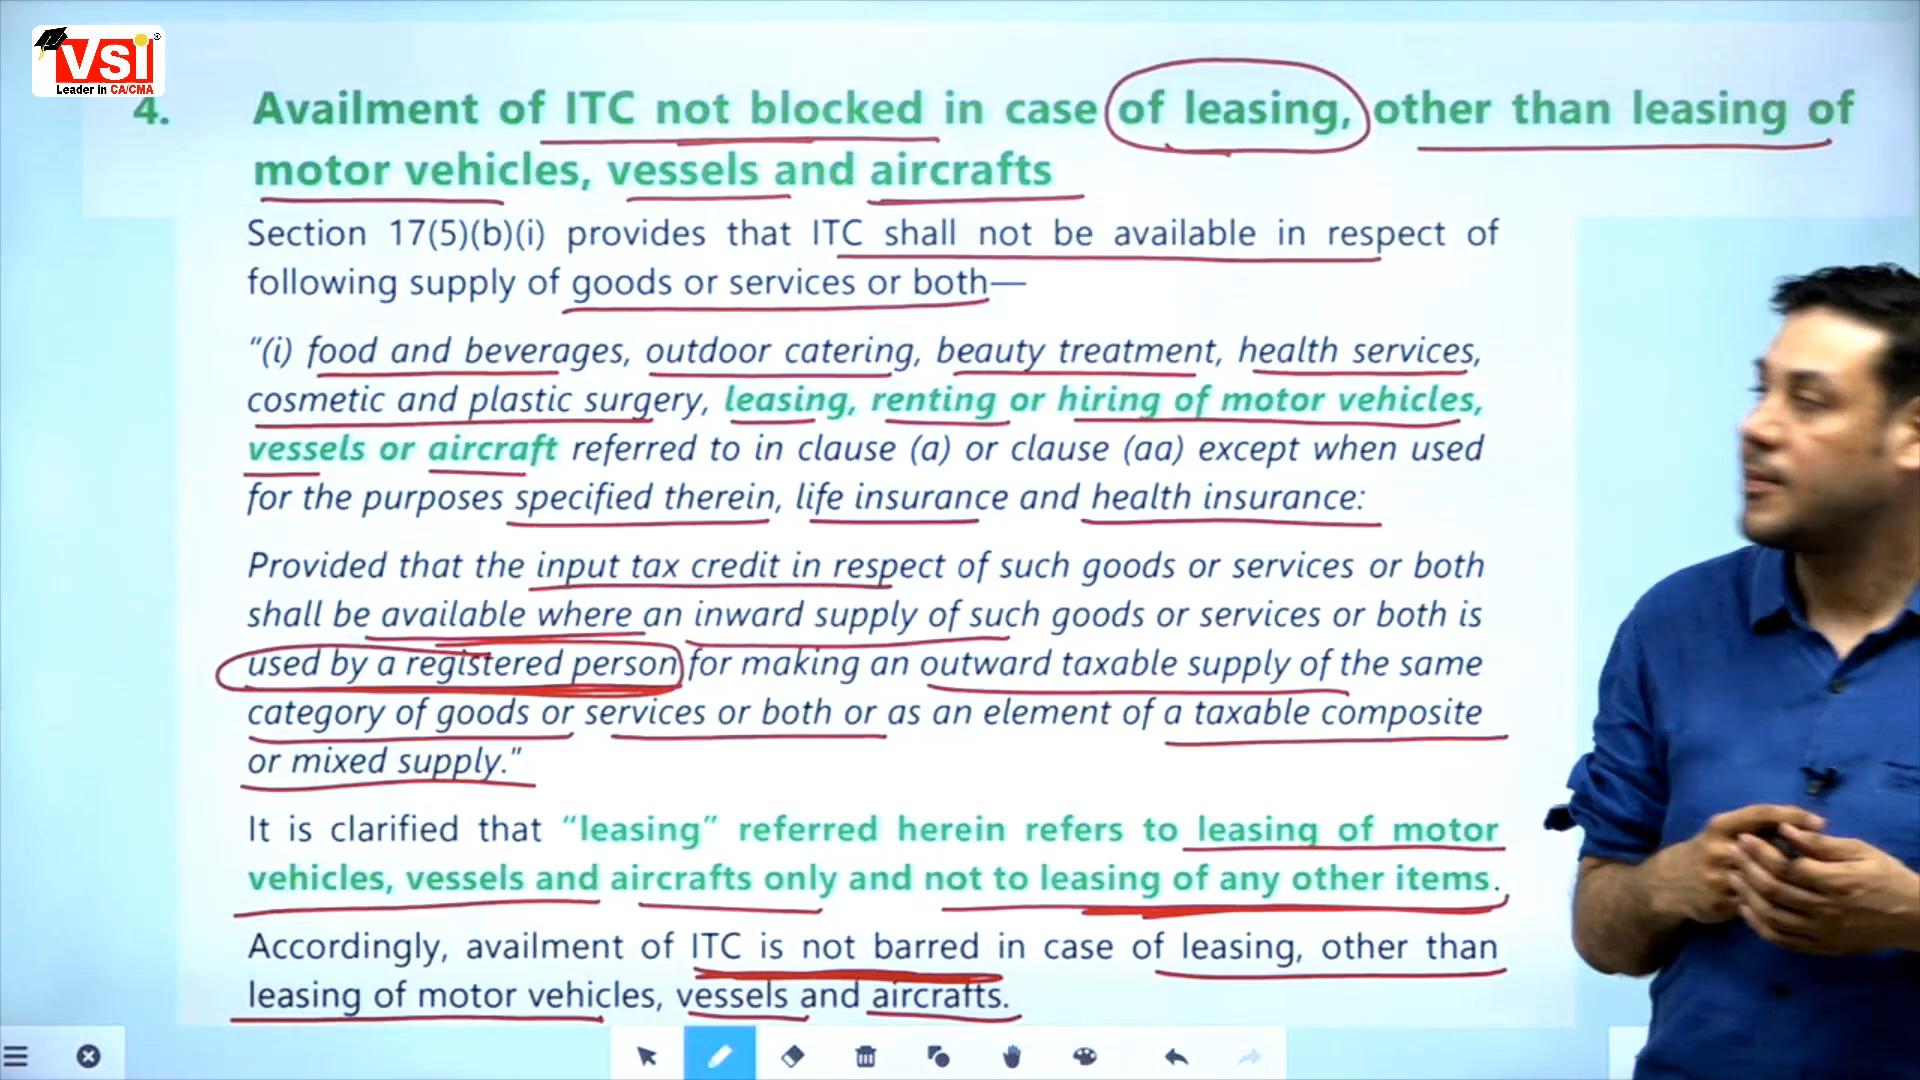 VSI
®
Leader in CA/CMA
4. Availment of ITC not blocked in case of leasing, other than leasing of
motor vehicles, vessels and aircrafts
Section 17(5)(b)(i) provides that ITC shall not be available in respect of
following supply of goods or services or both—
“(i) food and beverages, outdoor catering, beauty treatment, health services,
cosmetic and plastic surgery, leasing, renting or hiring of motor vehicles,
vessels or aircraft referred to in clause (a) or clause (aa) except when used
for the purposes specified therein, life insurance and health insurance:
Provided that the input tax credit in respect of such goods or services or both
shall be available where an inward supply of such goods or services or both is
used by a registered person for making an outward taxable supply of the same
category of goods or services or both or as an element of a taxable composite
or mixed supply.”
It is clarified that “leasing” referred herein refers to leasing of motor
vehicles, vessels and aircrafts only and not to leasing of any other items.
Accordingly, availment of ITC is not barred in case of leasing, other than
leasing of motor vehicles, vessels and aircrafts.